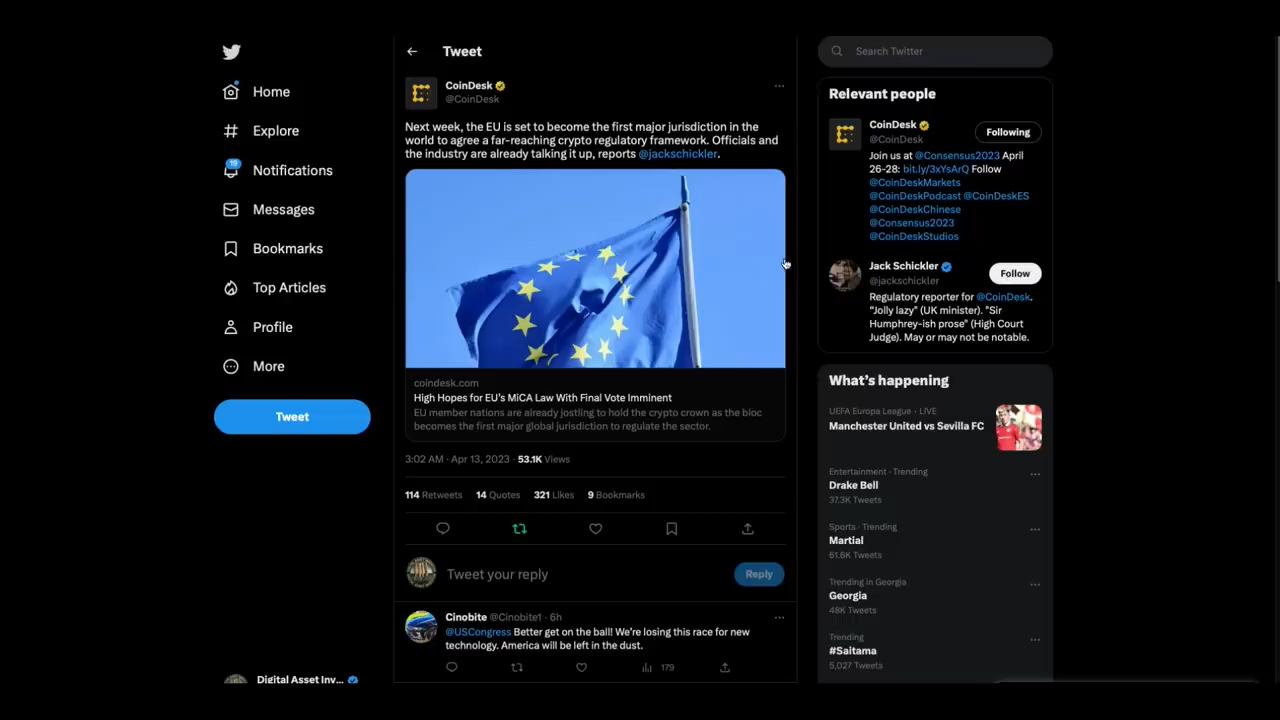 Home
Explore
19
Notifications
Messages
Bookmarks
Top Articles
Profile
More
Tweet
Digital Asset Inv...
Tweet
CoinDesk
@CoinDesk
Next week, the EU is set to become the first major jurisdiction in the
world to agree a far-reaching crypto regulatory framework. Officials and
the industry are already talking it up, reports @jackschickler.
coindesk.com
High Hopes for EU's MiCA Law With Final Vote Imminent
EU member nations are already jostling to hold the crypto crown as the bloc
becomes the first major global jurisdiction to regulate the sector.
3:02 AM · Apr 13, 2023 · 53.1K Views
114 Retweets 14 Quotes 321 Likes 9 Bookmarks
Tweet your reply
Reply
Cinobite @Cinobite1 · 6h
@USCongress Better get on the ball! We're losing this race for new
technology. America will be left in the dust.
179
Search Twitter
Relevant people
CoinDesk
@CoinDesk
Following
Join us at @Consensus2023 April
26-28: bit.ly/3xYsArQ Follow
@CoinDeskMarkets
@CoinDeskPodcast @CoinDeskES
@CoinDeskChinese
@Consensus2023
@CoinDeskStudios
Jack Schickler
@jackschickler
Follow
Regulatory reporter for @CoinDesk.
"Jolly lazy" (UK minister). "Sir
Humphrey-ish prose" (High Court
Judge). May or may not be notable.
What's happening
UEFA Europa League · LIVE
Manchester United vs Sevilla FC
Entertainment · Trending
Drake Bell
37.3K Tweets
Sports · Trending
Martial
61.6K Tweets
Trending in Georgia
Georgia
48K Tweets
Trending
#Saitama
5,027 Tweets